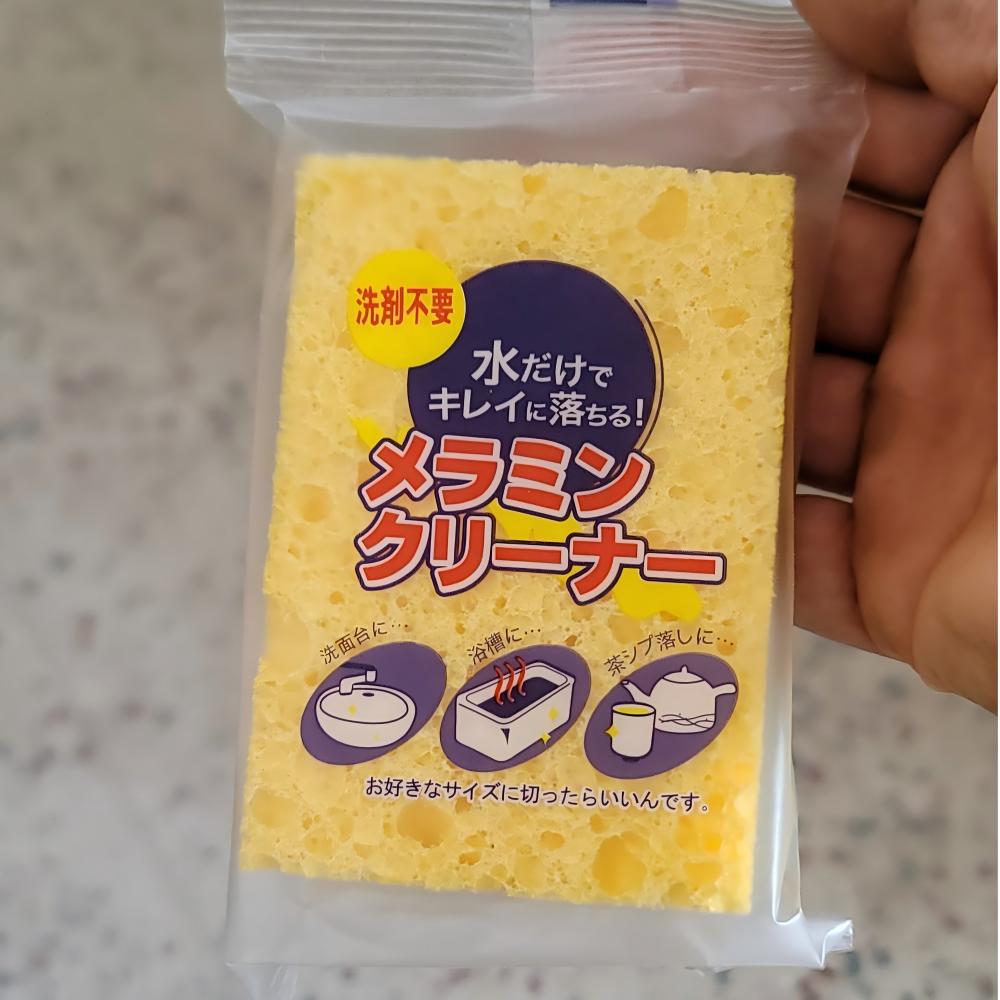 洗剤不要
水だけで
キレイに落ちる!
メラミン
クリーナー
洗面台に…
浴槽に…
茶シブ落しに…
お好きなサイズに切ったらいいんです。